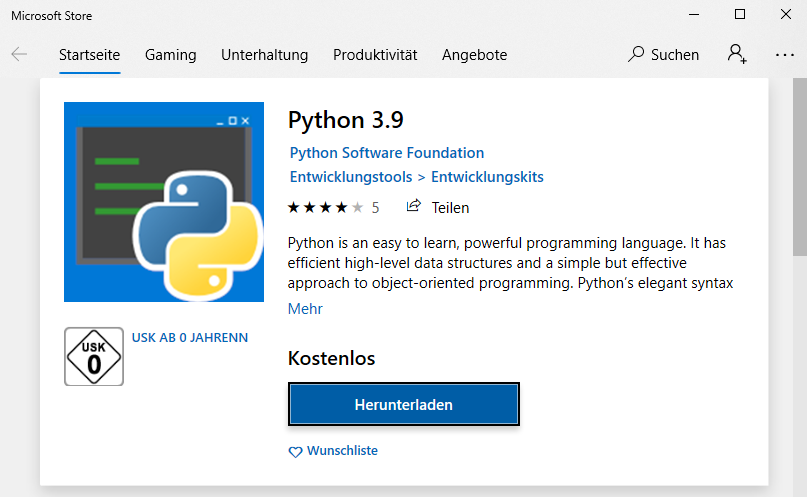 Microsoft Store
Startseite Gaming Unterhaltung Produktivität Angebote Suchen
Python 3.9
Python Software Foundation
Entwicklungstools > Entwicklungskits
5 Teilen
Python is an easy to learn, powerful programming language. It has
efficient high-level data structures and a simple but effective
approach to object-oriented programming. Python’s elegant syntax
Mehr
USK
0
USK AB 0 JAHRENN
Kostenlos
Herunterladen
Wunschliste